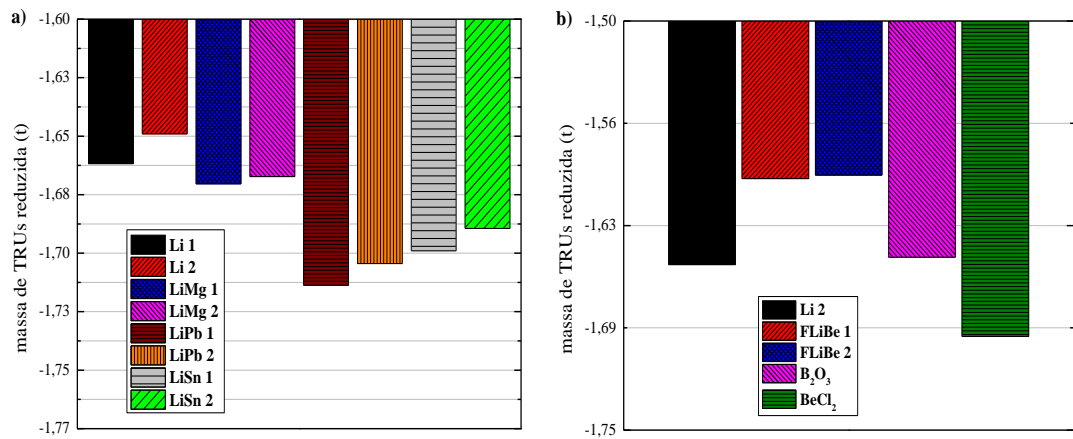 a)
massa de TRUs reduzida (t)
-1,60
-1,63
-1,65
-1,68
-1,70
-1,73
-1,75
-1,77
Li 1
Li 2
LiMg 1
LiMg 2
LiPb 1
LiPb 2
LiSn 1
LiSn 2
b)
massa de TRUs reduzida (t)
-1,50
-1,56
-1,63
-1,69
-1,75
Li 2
FLiBe 1
FLiBe 2
B₂O₃
BeCl₂